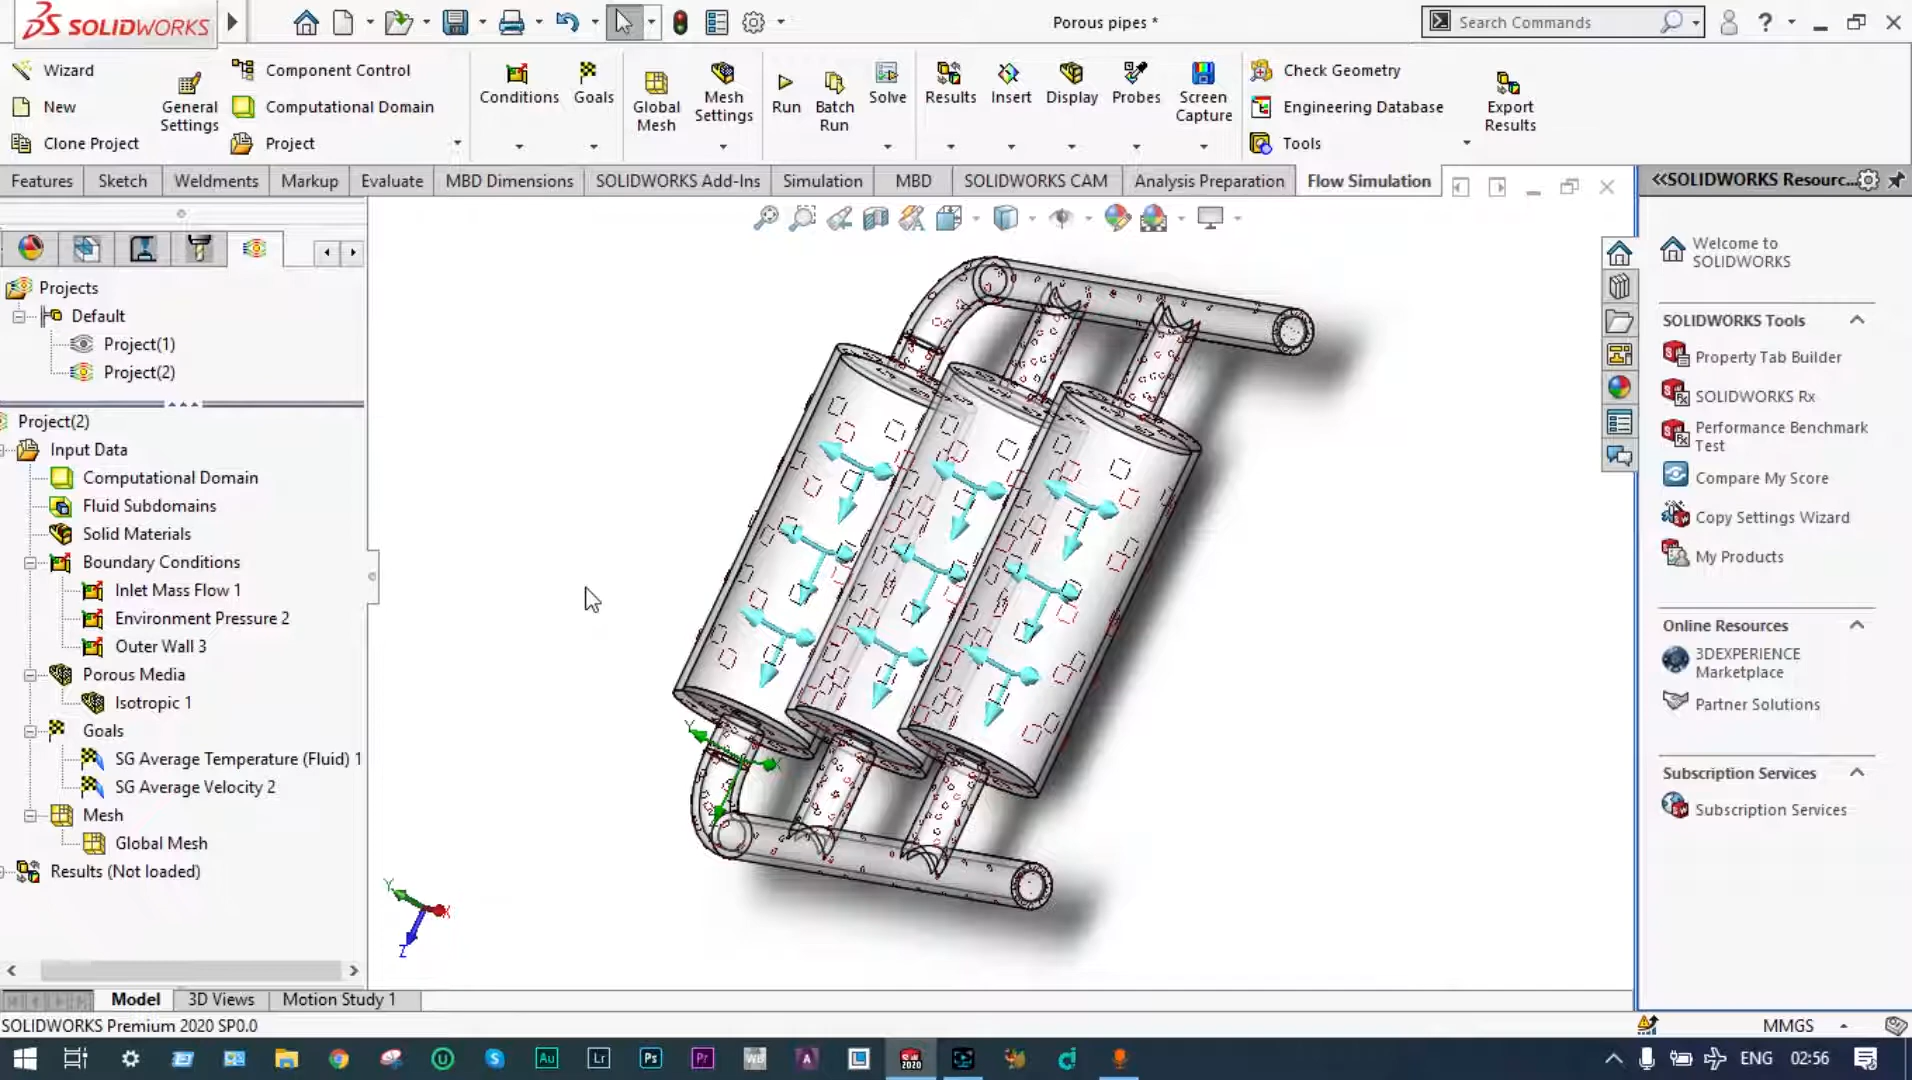 SOLIDWORKS
Porous pipes *
Search Commands
Wizard
New
Clone Project
General
Settings
Component Control
Computational Domain
Project
Conditions
Goals
Global
Mesh
Mesh
Settings
Run
Batch
Run
Solve
Results
Insert
Display
Probes
Screen
Capture
Check Geometry
Engineering Database
Tools
Export
Results
Features
Sketch
Weldments
Markup
Evaluate
MBD Dimensions
SOLIDWORKS Add-Ins
Simulation
MBD
SOLIDWORKS CAM
Analysis Preparation
Flow Simulation
Projects
Default
Project(1)
Project(2)
Project(2)
Input Data
Computational Domain
Fluid Subdomains
Solid Materials
Boundary Conditions
Inlet Mass Flow 1
Environment Pressure 2
Outer Wall 3
Porous Media
Isotropic 1
Goals
SG Average Temperature (Fluid) 1
SG Average Velocity 2
Mesh
Global Mesh
Results (Not loaded)
Y
X
Y
X
Z
SOLIDWORKS Resourc...
Welcome to
SOLIDWORKS
SOLIDWORKS Tools
Property Tab Builder
SOLIDWORKS Rx
Performance Benchmark
Test
Compare My Score
Copy Settings Wizard
My Products
Online Resources
3DEXPERIENCE
Marketplace
Partner Solutions
Subscription Services
Subscription Services
Model
3D Views
Motion Study 1
SOLIDWORKS Premium 2020 SP0.0
MMGS
Au
Lr
Ps
Pr
WB
A
SW
2020
ENG
02:56